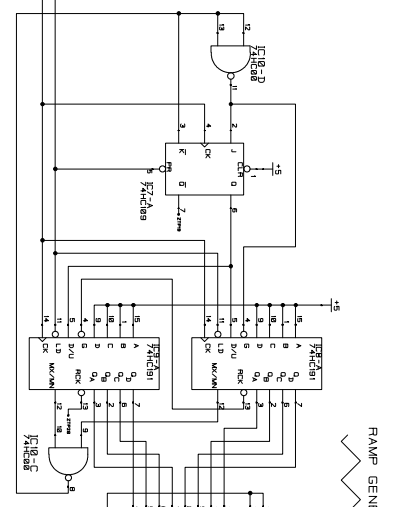 13
12
IC10-D
74HC00
11
3
4
2
K
CK
J
PR
CLR
5
1
+5
Q
Q
IC7-A
74HC109
7
6
+5
14
11
5
4
9
10
1
15
14
11
5
4
9
10
1
15
CK
LD
D/U
G
D
C
B
A
IC9-A
74HC191
CK
LD
D/U
G
D
C
B
A
IC8-A
74HC191
MX/MN
RCK
QA
QB
QC
QD
MX/MN
RCK
QA
QB
QC
QD
12
13
3
2
6
7
12
13
3
2
6
7
10
9
IC10-C
74HC00
8
RAMP GENE